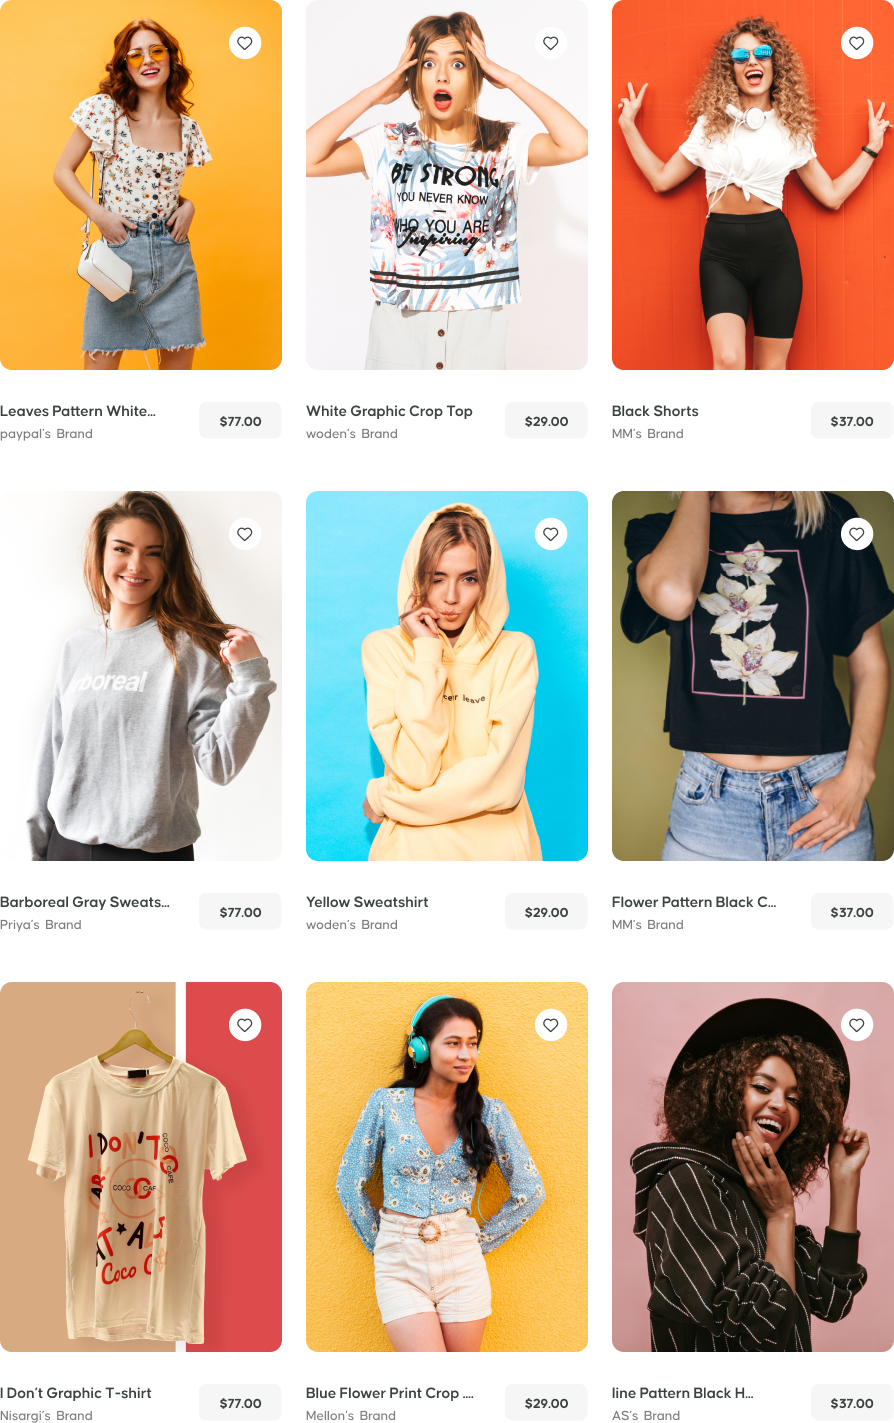 BE STRONG
YOU NEVER KNOW
WHO YOU ARE
Inspiring
Leaves Pattern White...
paypal's Brand
$77.00
White Graphic Crop Top
woden's Brand
$29.00
Black Shorts
MM's Brand
$37.00
boreal
leave
Barboreal Gray Sweats...
Priya's Brand
$77.00
Yellow Sweatshirt
woden's Brand
$29.00
Flower Pattern Black C...
MM's Brand
$37.00
I DON'T
COCO CAFE
COCO C CAF
AT*ALL
Coco C
I Don't Graphic T-shirt
Nisargi's Brand
$77.00
Blue Flower Print Crop ....
Mellon's Brand
$29.00
line Pattern Black H...
AS's Brand
$37.00